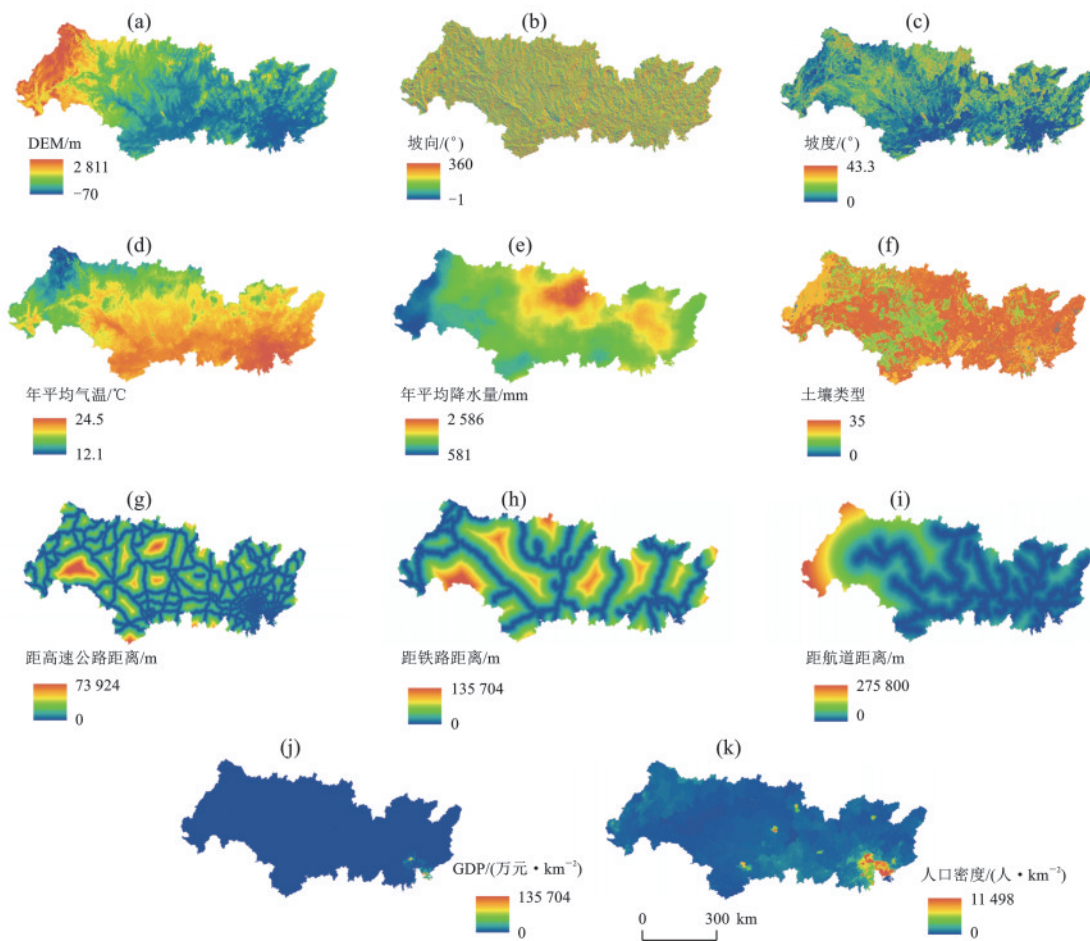 (a)
(b)
(c)
DEM/m
2 811
−70
坡向/(°)
360
−1
坡度/(°)
43.3
0
(d)
(e)
(f)
年平均气温/℃
24.5
12.1
年平均降水量/mm
2 586
581
土壤类型
35
0
(g)
(h)
(i)
距高速公路距离/m
73 924
0
距铁路距离/m
135 704
0
距航道距离/m
275 800
0
(j)
(k)
GDP/(万元·km⁻²)
135 704
0
0 300 km
人口密度/(人·km⁻²)
11 498
0